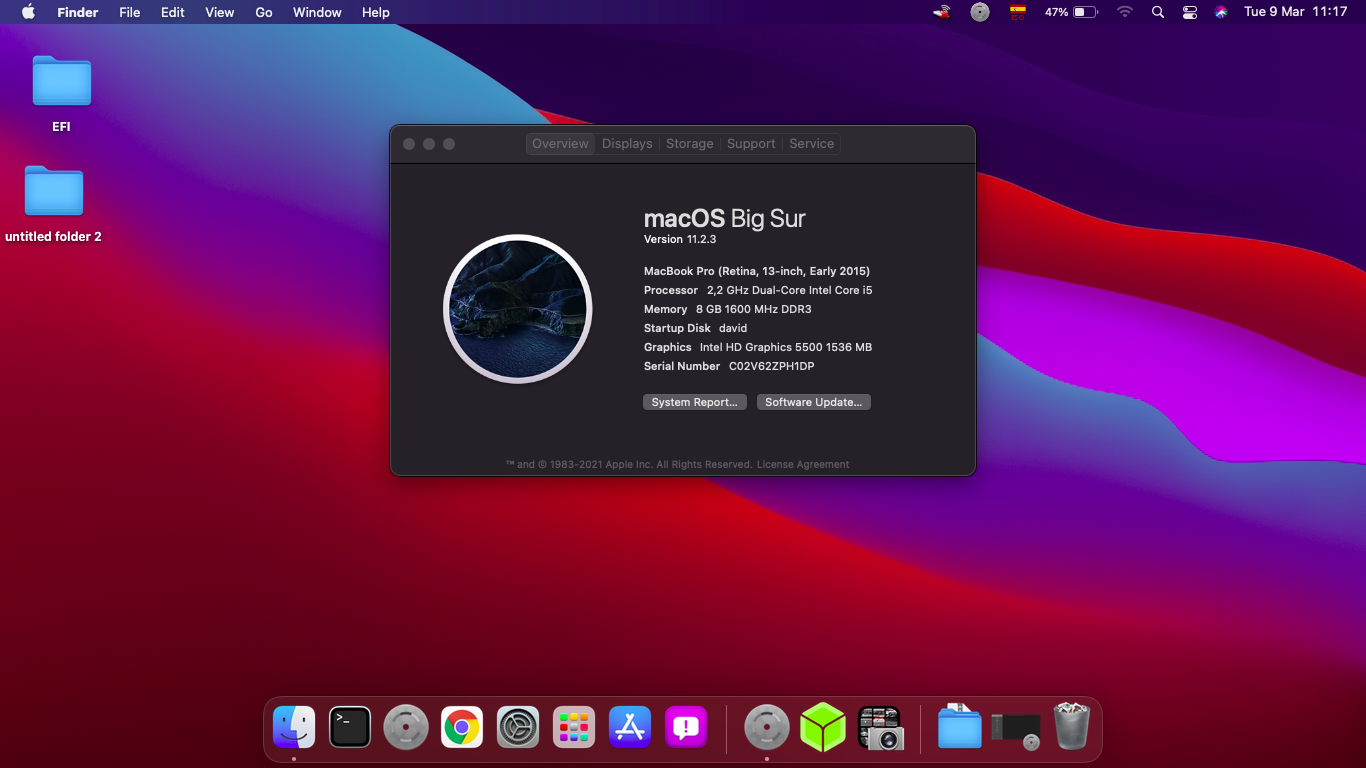 Finder File Edit View Go Window Help 47% Tue 9 Mar 11:17
EFI
untitled folder 2
Overview Displays Storage Support Service
macOS Big Sur
Version 11.2.3
MacBook Pro (Retina, 13-inch, Early 2015)
Processor 2,2 GHz Dual-Core Intel Core i5
Memory 8 GB 1600 MHz DDR3
Startup Disk david
Graphics Intel HD Graphics 5500 1536 MB
Serial Number C02V62ZPH1DP
System Report... Software Update...
™ and © 1983-2021 Apple Inc. All Rights Reserved. License Agreement
>_